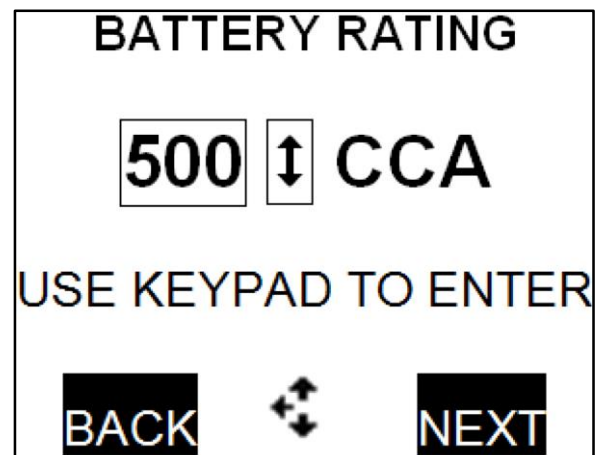 BATTERY RATING
500 CCA
USE KEYPAD TO ENTER
BACK NEXT